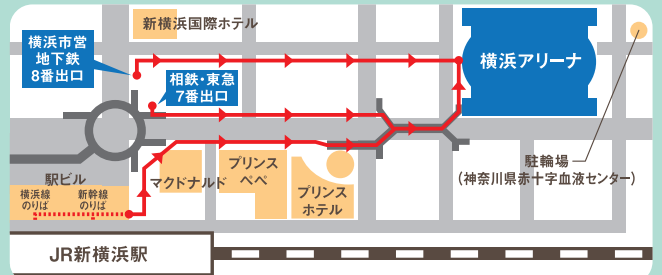 新横浜国際ホテル
横浜市営
地下鉄
8番出口
相鉄・東急
7番出口
横浜アリーナ
駐輪場
(神奈川県赤十字血液センター)
駅ビル
横浜線
のりば
新幹線
のりば
マクドナルド
プリンス
ペペ
プリンス
ホテル
JR新横浜駅